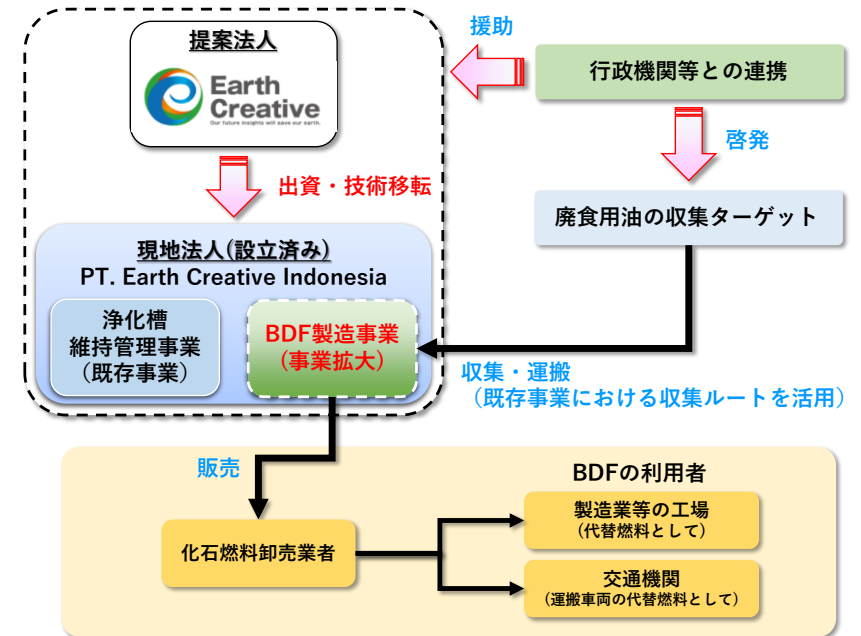 提案法人
Earth
Creative
Our future insights will save our earth.
援助
行政機関等との連携
啓発
出資・技術移転
廃食用油の収集ターゲット
現地法人(設立済み)
PT. Earth Creative Indonesia
浄化槽
維持管理事業
(既存事業)
BDF製造事業
(事業拡大)
収集・運搬
(既存事業における収集ルートを活用)
販売
BDFの利用者
化石燃料卸売業者
製造業等の工場
(代替燃料として)
交通機関
(運搬車両の代替燃料として)